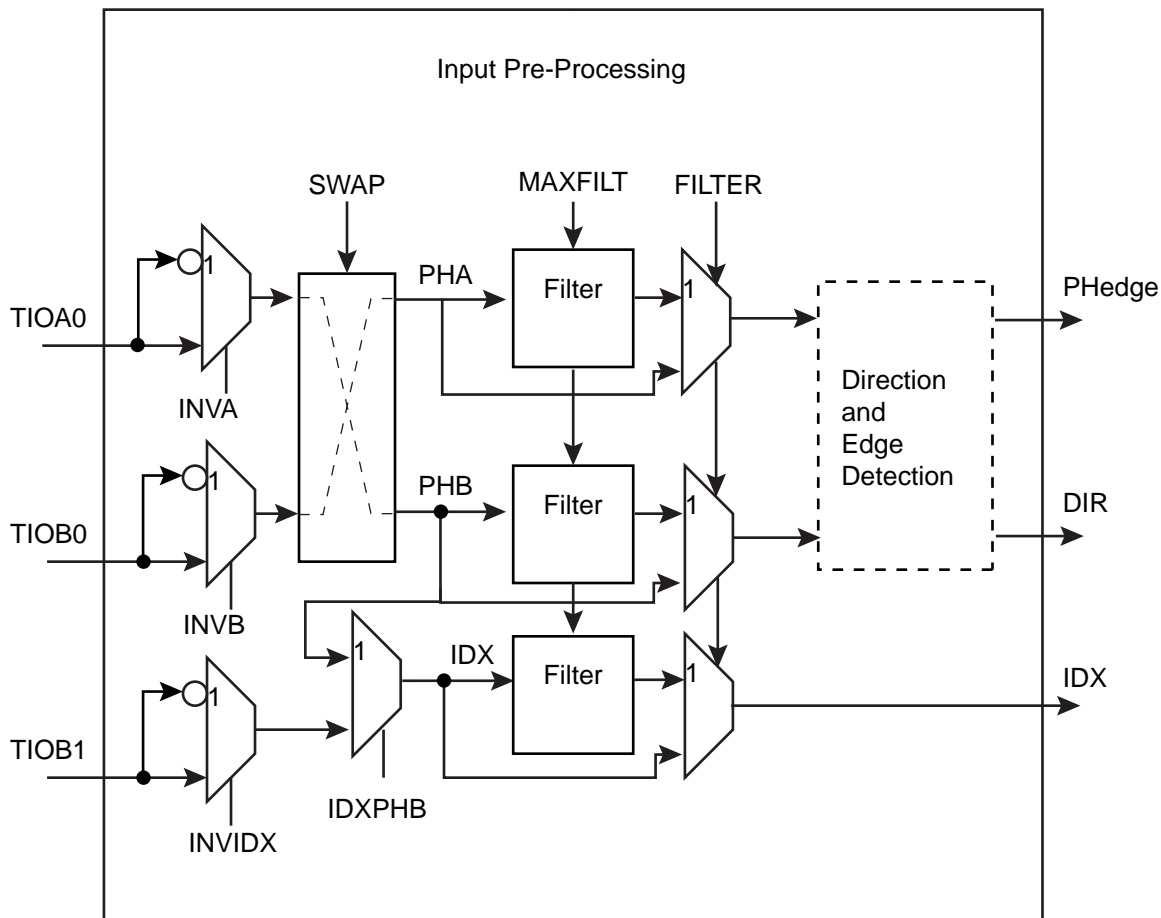 Input Pre-Processing
SWAP
MAXFILT
FILTER
1
PHA
Filter
1
PHedge
TIOA0
INVA
Direction
and
Edge
Detection
1
PHB
Filter
1
DIR
TIOB0
INVB
1
IDX
Filter
1
IDX
1
TIOB1
IDXPHB
INVIDX